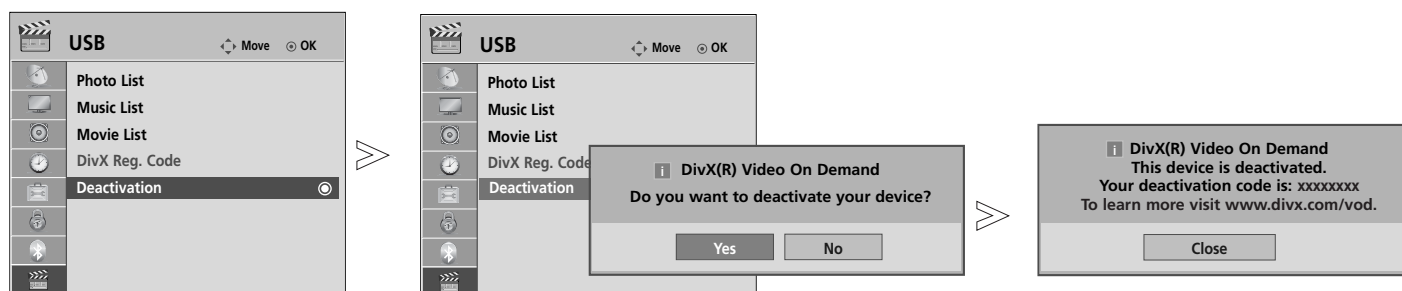 USB
Move OK
Photo List
Music List
Movie List
DivX Reg. Code
Deactivation
USB
Move OK
Photo List
Music List
Movie List
DivX Reg. Code
Deactivation
i DivX(R) Video On Demand
Do you want to deactivate your device?
Yes No
i DivX(R) Video On Demand
This device is deactivated.
Your deactivation code is: xxxxxxxx
To learn more visit www.divx.com/vod.
Close